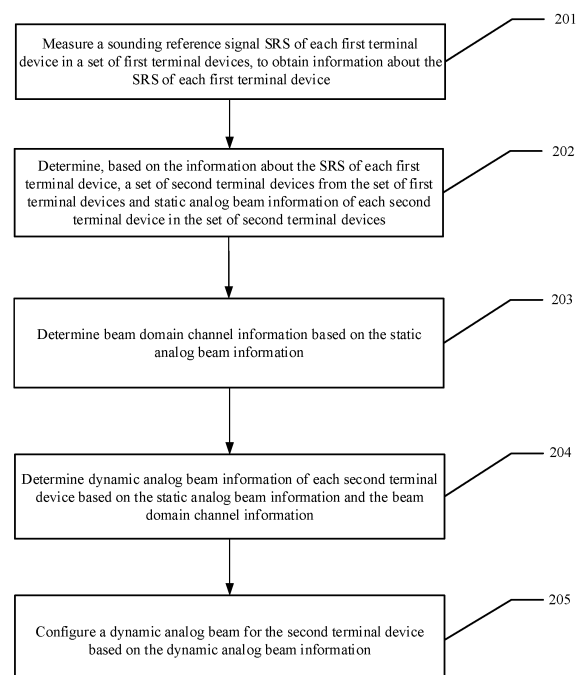 201
Measure a sounding reference signal SRS of each first terminal
device in a set of first terminal devices, to obtain information about the
SRS of each first terminal device
202
Determine, based on the information about the SRS of each first
terminal device, a set of second terminal devices from the set of first
terminal devices and static analog beam information of each second
terminal device in the set of second terminal devices
203
Determine beam domain channel information based on the static
analog beam information
204
Determine dynamic analog beam information of each second terminal
device based on the static analog beam information and the beam
domain channel information
205
Configure a dynamic analog beam for the second terminal device
based on the dynamic analog beam information